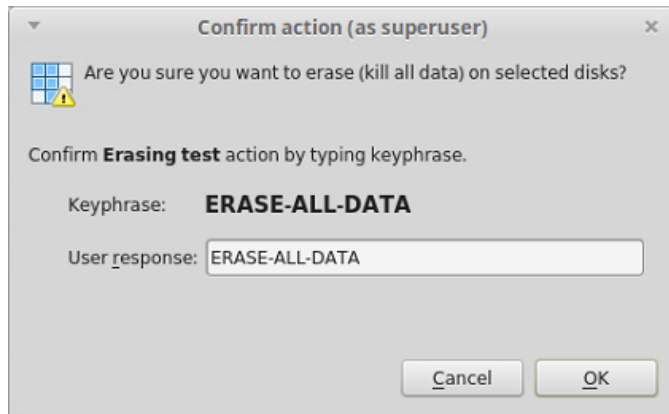 Confirm action (as superuser)
Are you sure you want to erase (kill all data) on selected disks?
Confirm Erasing test action by typing keyphrase.
Keyphrase: ERASE-ALL-DATA
User response: ERASE-ALL-DATA
Cancel OK